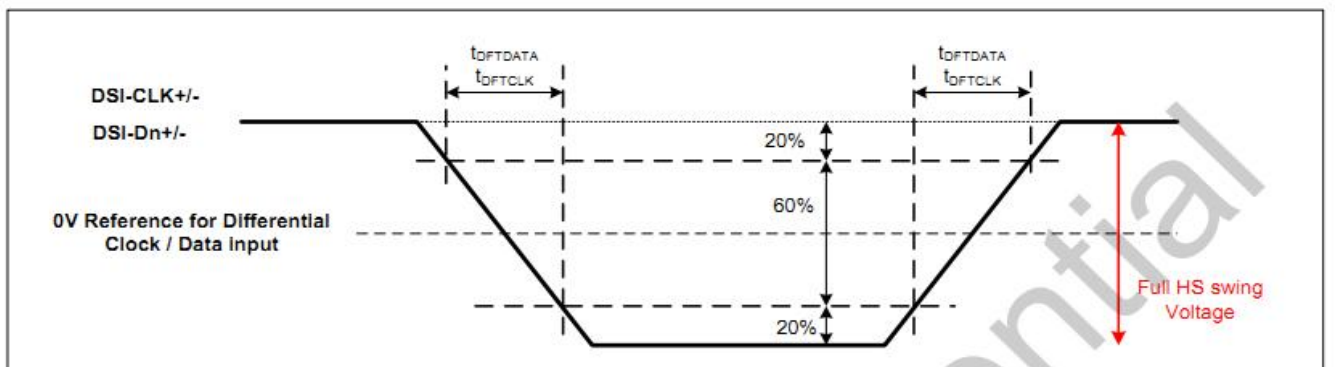 tDFTDATA
tDFTCLK
tDFTDATA
tDFTCLK
DSI-CLK+/-
DSI-Dn+/-
20%
60%
0V Reference for Differential
Clock / Data input
Full HS swing
Voltage
20%
ential